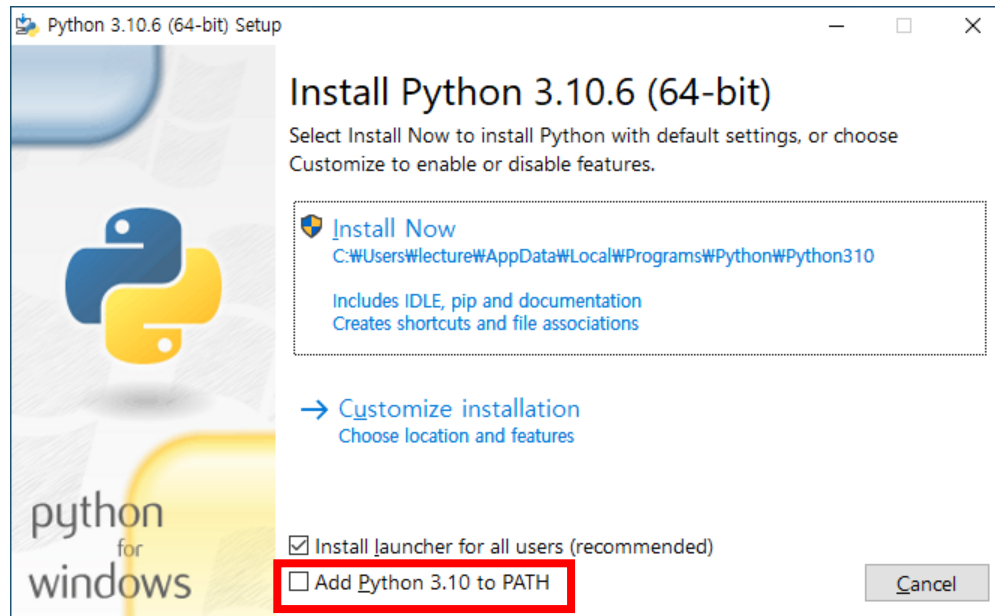 Python 3.10.6 (64-bit) Setup
Install Python 3.10.6 (64-bit)
Select Install Now to install Python with default settings, or choose
Customize to enable or disable features.
Install Now
C:₩Users₩lecture₩AppData₩Local₩Programs₩Python₩Python310
Includes IDLE, pip and documentation
Creates shortcuts and file associations
Customize installation
Choose location and features
python
for
windows
Install launcher for all users (recommended)
Add Python 3.10 to PATH
Cancel